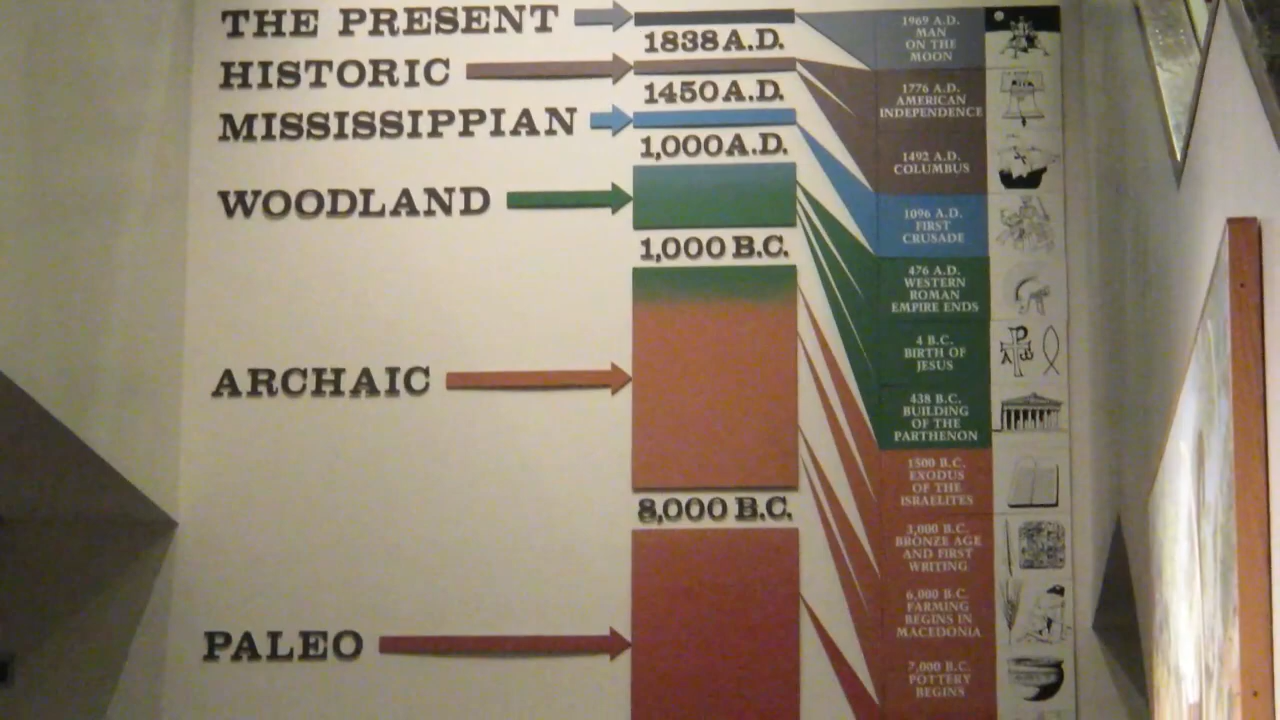 THE PRESENT
1838 A.D.
HISTORIC
1450 A.D.
MISSISSIPPIAN
1,000 A.D.
WOODLAND
1,000 B.C.
ARCHAIC
8,000 B.C.
PALEO
1969 A.D.
MAN
ON THE
MOON
1776 A.D.
AMERICAN
INDEPENDENCE
1492 A.D.
COLUMBUS
1096 A.D.
FIRST
CRUSADE
476 A.D.
WESTERN
ROMAN
EMPIRE ENDS
4 B.C.
BIRTH OF
JESUS
438 B.C.
BUILDING
OF THE
PARTHENON
1500 B.C.
EXODUS
OF THE
ISRAELITES
3,000 B.C.
BRONZE AGE
AND FIRST
WRITING
6,000 B.C.
FARMING
BEGINS IN
MACEDONIA
7,000 B.C.
POTTERY
BEGINS